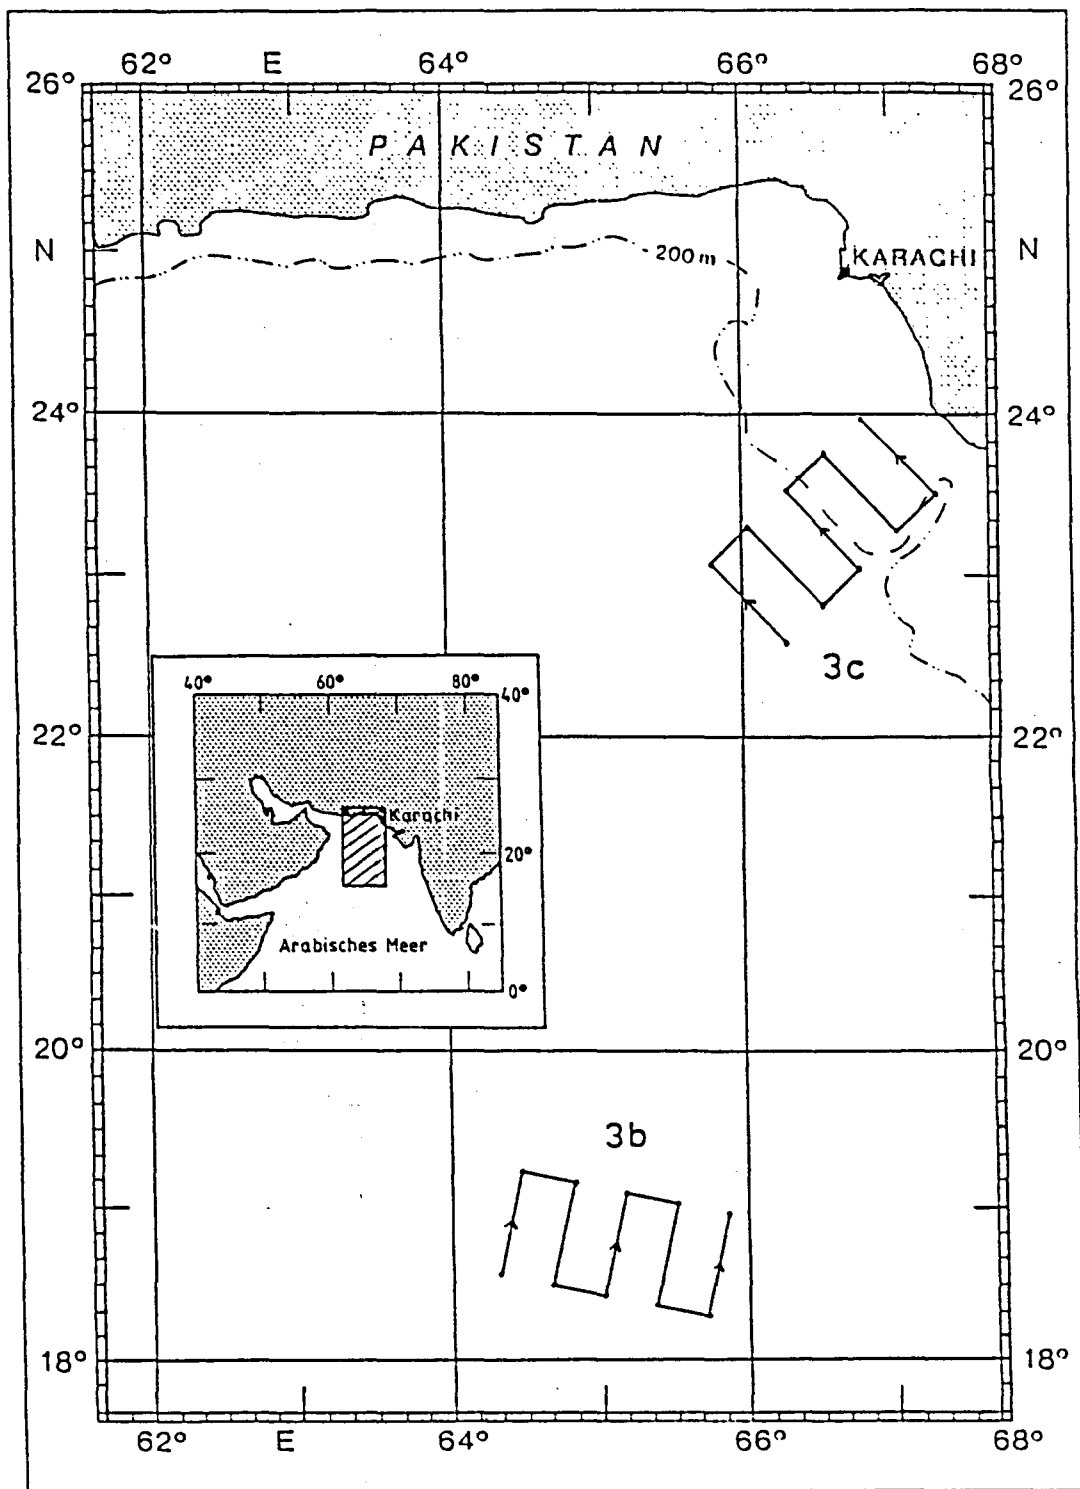 62° E 64° 66° 68°
26° 26°
PAKISTAN
N 200 m KARACHI N
24° 24°
3c
22° 22°
40° 60° 80° 40°
Karachi
20°
Arabisches Meer
0°
20° 20°
3b
18° 18°
62° E 64° 66° 68°